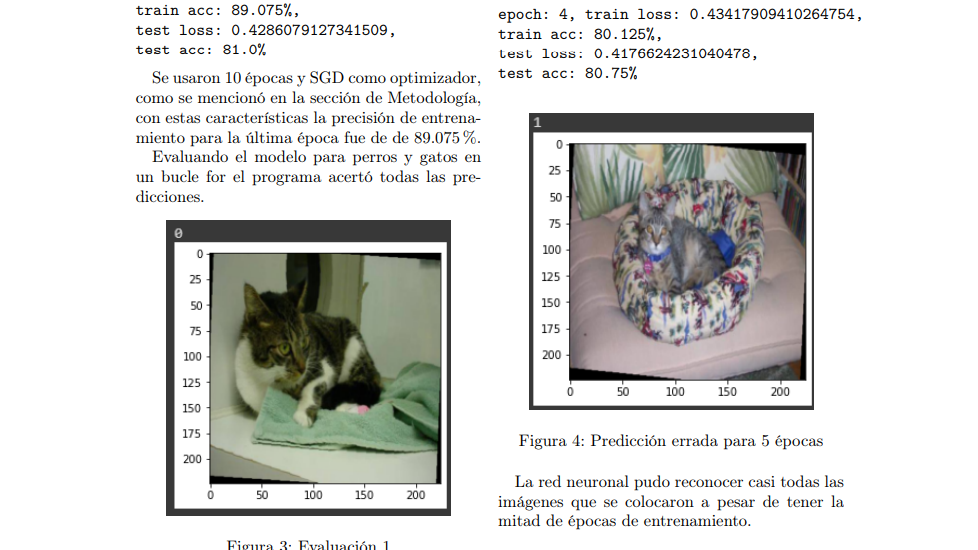 train acc: 89.075%,
test loss: 0.4286079127341509,
test acc: 81.0%
Se usaron 10 épocas y SGD como optimizador,
como se mencionó en la sección de Metodología,
con estas características la precisión de entrena-
miento para la última época fue de de 89.075 %.
Evaluando el modelo para perros y gatos en
un bucle for el programa acertó todas las pre-
dicciones.
0
0
25
50
75
100
125
150
175
200
0 50 100 150 200
Figura 3: Evaluación 1
epoch: 4, train loss: 0.43417909410264754,
train acc: 80.125%,
test loss: 0.4176624231040478,
test acc: 80.75%
1
0
25
50
75
100
125
150
175
200
0 50 100 150 200
Figura 4: Predicción errada para 5 épocas
La red neuronal pudo reconocer casi todas las
imágenes que se colocaron a pesar de tener la
mitad de épocas de entrenamiento.